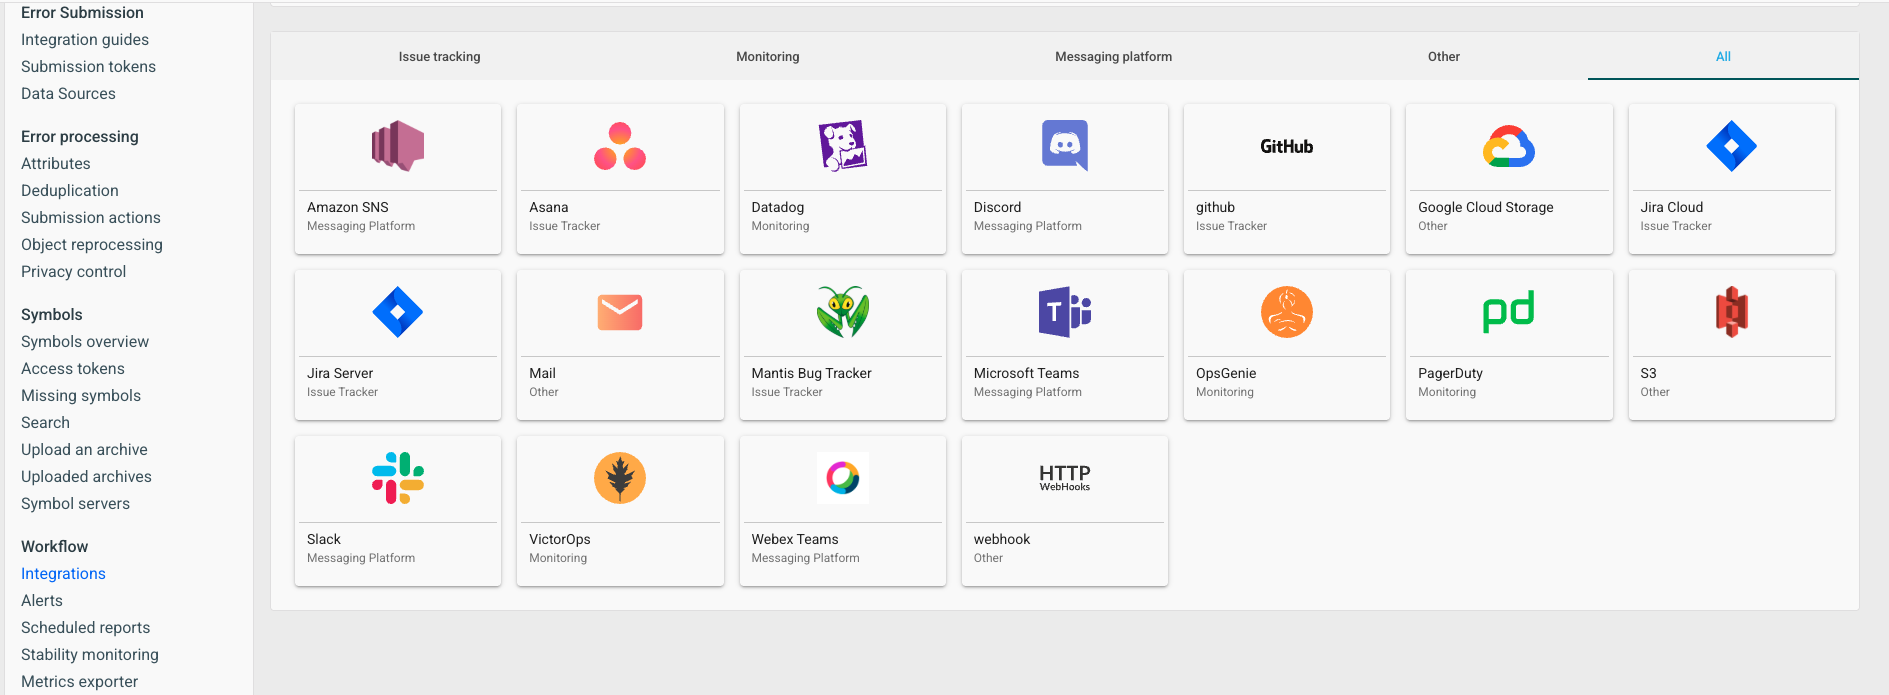 Error Submission
Integration guides
Submission tokens
Data Sources
Error processing
Attributes
Deduplication
Submission actions
Object reprocessing
Privacy control
Symbols
Symbols overview
Access tokens
Missing symbols
Search
Upload an archive
Uploaded archives
Symbol servers
Workflow
Integrations
Alerts
Scheduled reports
Stability monitoring
Metrics exporter
Issue tracking
Monitoring
Messaging platform
Other
All
Amazon SNS
Messaging Platform
Asana
Issue Tracker
Datadog
Monitoring
Discord
Messaging Platform
GitHub
github
Issue Tracker
Google Cloud Storage
Other
Jira Cloud
Issue Tracker
Jira Server
Issue Tracker
Mail
Other
Mantis Bug Tracker
Issue Tracker
T
Microsoft Teams
Messaging Platform
OpsGenie
Monitoring
pd
PagerDuty
Monitoring
S3
Other
Slack
Messaging Platform
VictorOps
Monitoring
Webex Teams
Messaging Platform
HTTP
WebHooks
webhook
Other